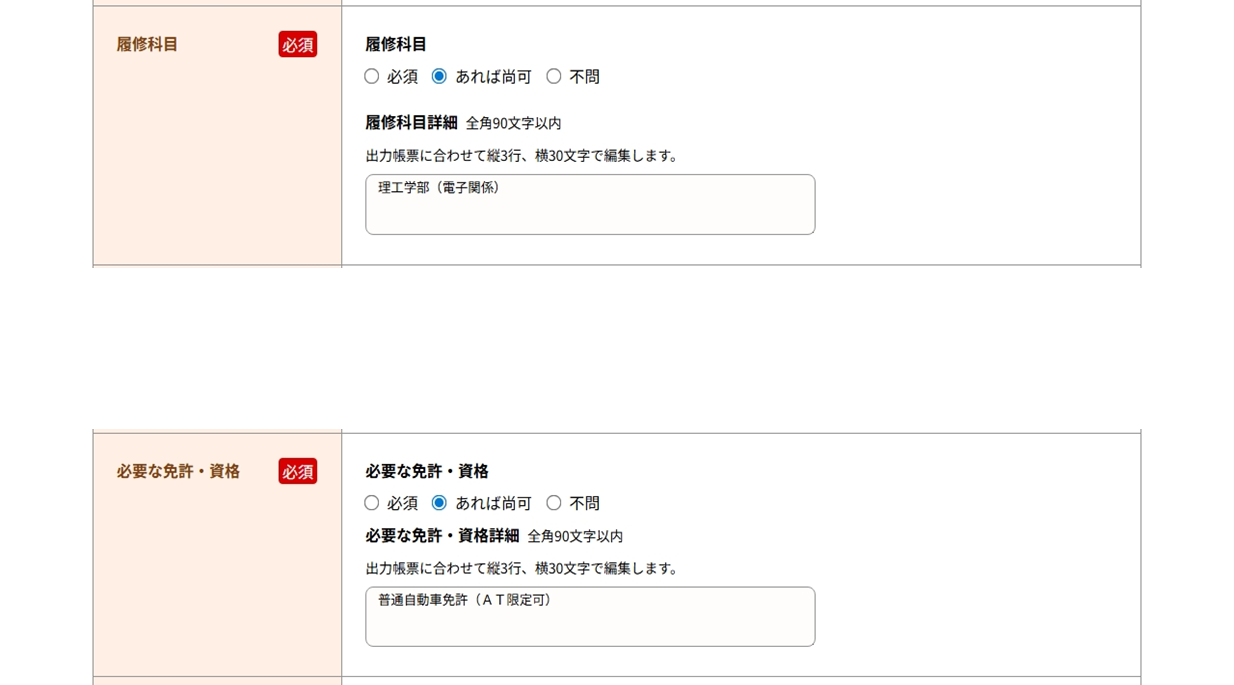 履修科目 必須
履修科目
必須 あれば尚可 不問
履修科目詳細 全角90文字以内
出力帳票に合わせて縦3行、横30文字で編集します。
理工学部（電子関係）
必要な免許・資格 必須
必要な免許・資格
必須 あれば尚可 不問
必要な免許・資格詳細 全角90文字以内
出力帳票に合わせて縦3行、横30文字で編集します。
普通自動車免許（ＡＴ限定可）